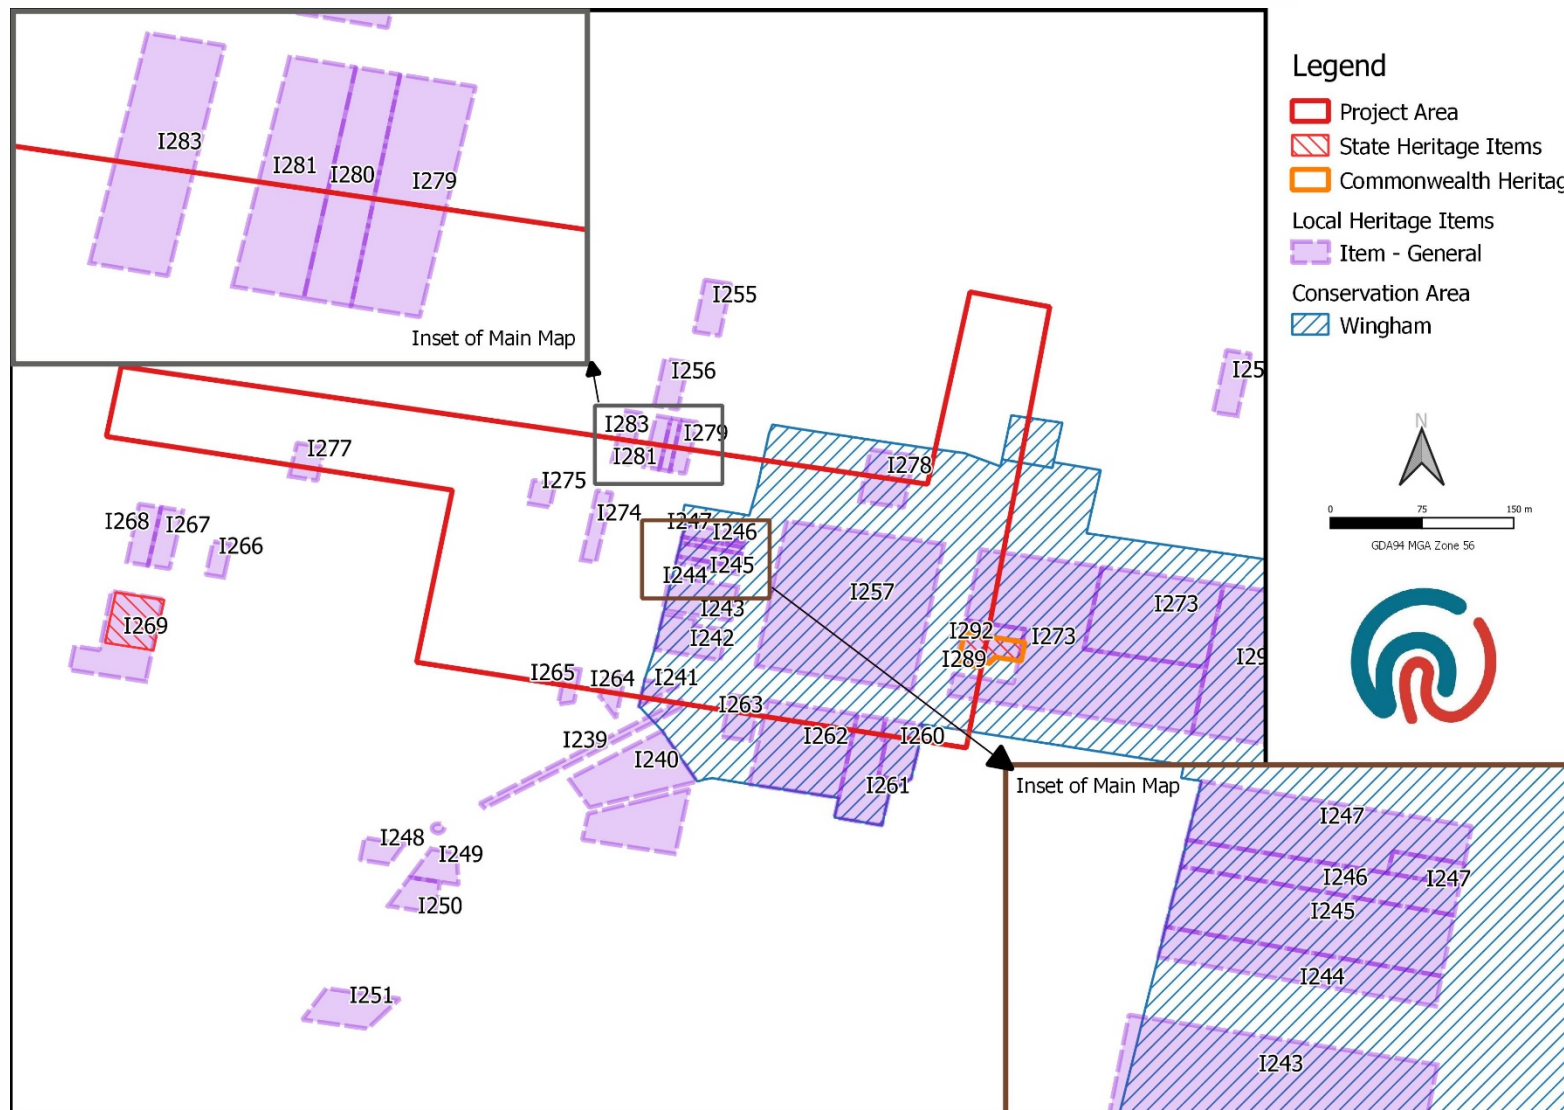 I283
I281
I280
I279
Inset of Main Map
Legend
Project Area
State Heritage Items
Commonwealth Heritag
Local Heritage Items
Item - General
Conservation Area
Wingham
N
0 75 150 m
GDA94 MGA Zone 56
I255
I256
I25
I283
I279
I281
I277
I278
I275
I274
I268
I267
I266
I247
I246
I245
I244
I243
I242
I257
I273
I273
I292
I289
I29
I269
I265
I264
I241
I263
I239
I240
I262
I260
I261
I248
I249
I250
I251
Inset of Main Map
I247
I246
I247
I245
I244
I243